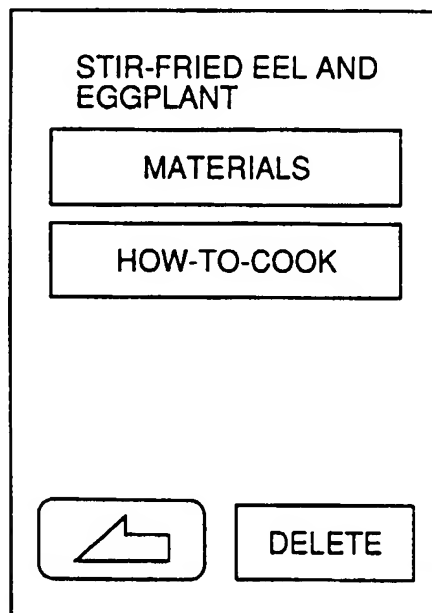 STIR-FRIED EEL AND
EGGPLANT
MATERIALS
HOW-TO-COOK
DELETE